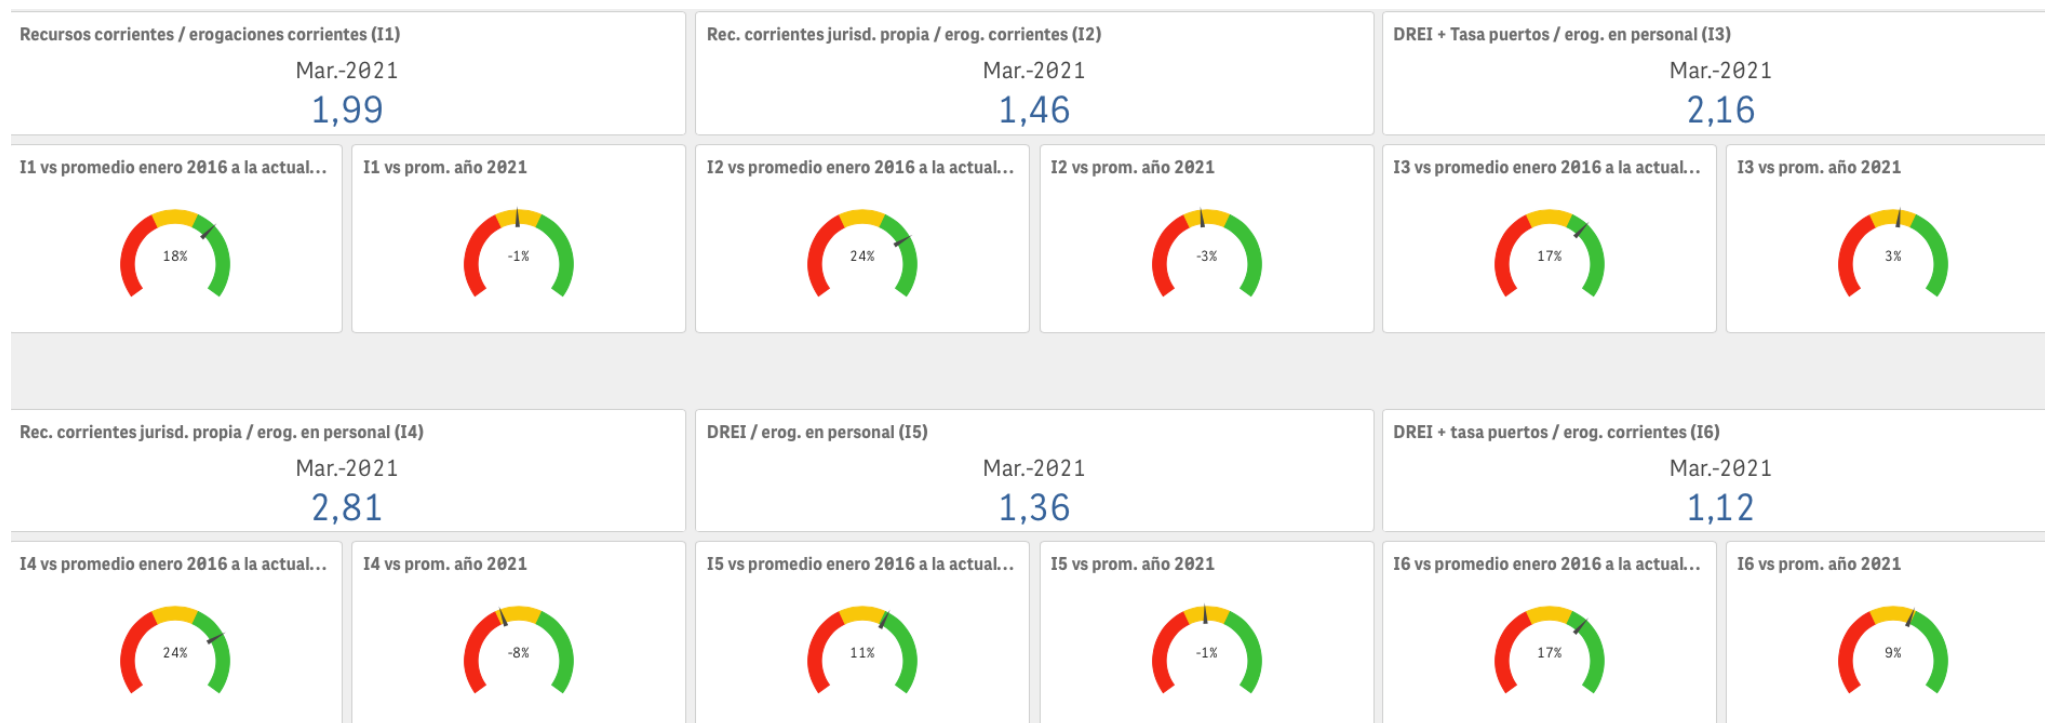 Recursos corrientes / erogaciones corrientes (I1)
Mar.-2021
1,99
Rec. corrientes jurisd. propia / erog. corrientes (I2)
Mar.-2021
1,46
DREI + Tasa puertos / erog. en personal (I3)
Mar.-2021
2,16
I1 vs promedio enero 2016 a la actual...
18%
I1 vs prom. año 2021
-1%
I2 vs promedio enero 2016 a la actual...
24%
I2 vs prom. año 2021
-3%
I3 vs promedio enero 2016 a la actual...
17%
I3 vs prom. año 2021
3%
Rec. corrientes jurisd. propia / erog. en personal (I4)
Mar.-2021
2,81
DREI / erog. en personal (I5)
Mar.-2021
1,36
DREI + tasa puertos / erog. corrientes (I6)
Mar.-2021
1,12
I4 vs promedio enero 2016 a la actual...
24%
I4 vs prom. año 2021
-8%
I5 vs promedio enero 2016 a la actual...
11%
I5 vs prom. año 2021
-1%
I6 vs promedio enero 2016 a la actual...
17%
I6 vs prom. año 2021
9%